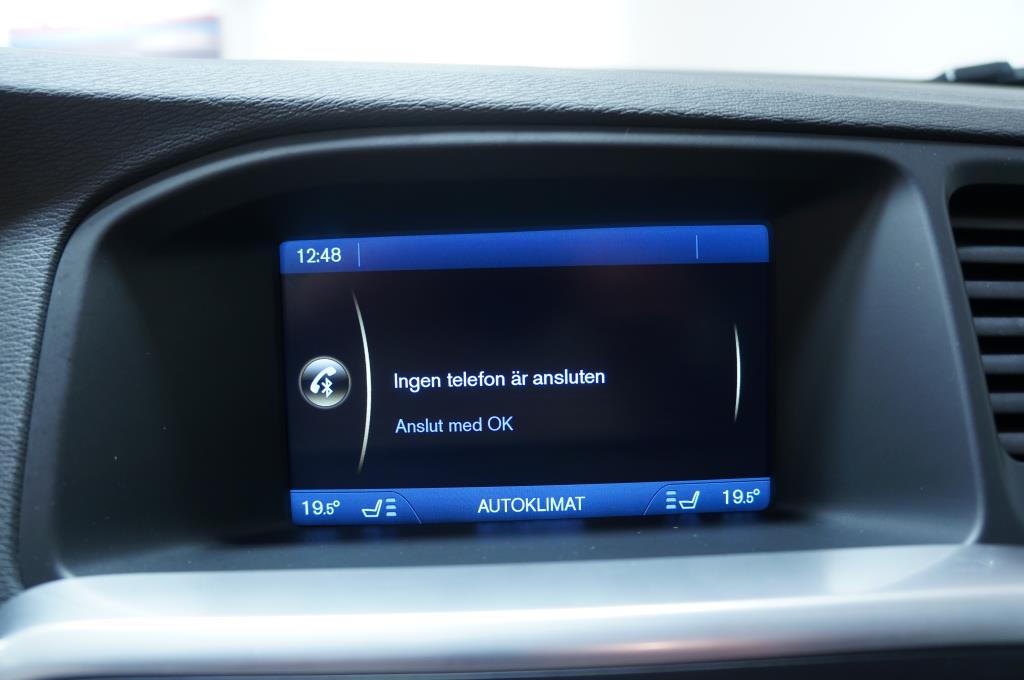 12:48
Ingen telefon är ansluten
Anslut med OK
19.5° AUTOKLIMAT 19.5°